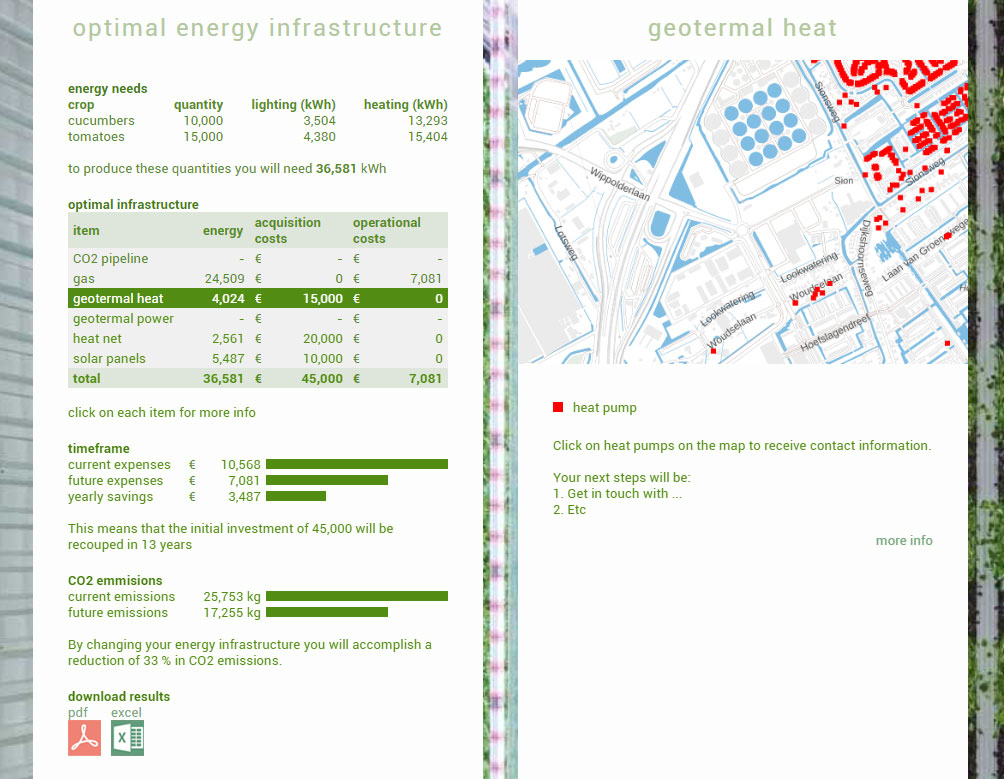 optimal energy infrastructure
energy needs
crop quantity lighting (kWh) heating (kWh)
cucumbers 10,000 3,504 13,293
tomatoes 15,000 4,380 15,404
to produce these quantities you will need 36,581 kWh
optimal infrastructure
item energy acquisition costs operational costs
CO2 pipeline - € - € -
gas 24,509 € 0 € 7,081
geotermal heat 4,024 € 15,000 € 0
geotermal power - € - € -
heat net 2,561 € 20,000 € 0
solar panels 5,487 € 10,000 € 0
total 36,581 € 45,000 € 7,081
click on each item for more info
timeframe
current expenses € 10,568
future expenses € 7,081
yearly savings € 3,487
This means that the initial investment of 45,000 will be
recouped in 13 years
CO2 emmisions
current emissions 25,753 kg
future emissions 17,255 kg
By changing your energy infrastructure you will accomplish a
reduction of 33 % in CO2 emissions.
download results
pdf excel
geotermal heat
Sionsweg
Sionsweg
Wippolderlaan
Sion
Lotsweg
Dijkshoornseweg
Laan van Groenewege
Lookwatering
Woudselaan
Lookwatering
Woudselaan
Hoefslagendreef
heat pump
Click on heat pumps on the map to receive contact information.
Your next steps will be:
1. Get in touch with ...
2. Etc
more info